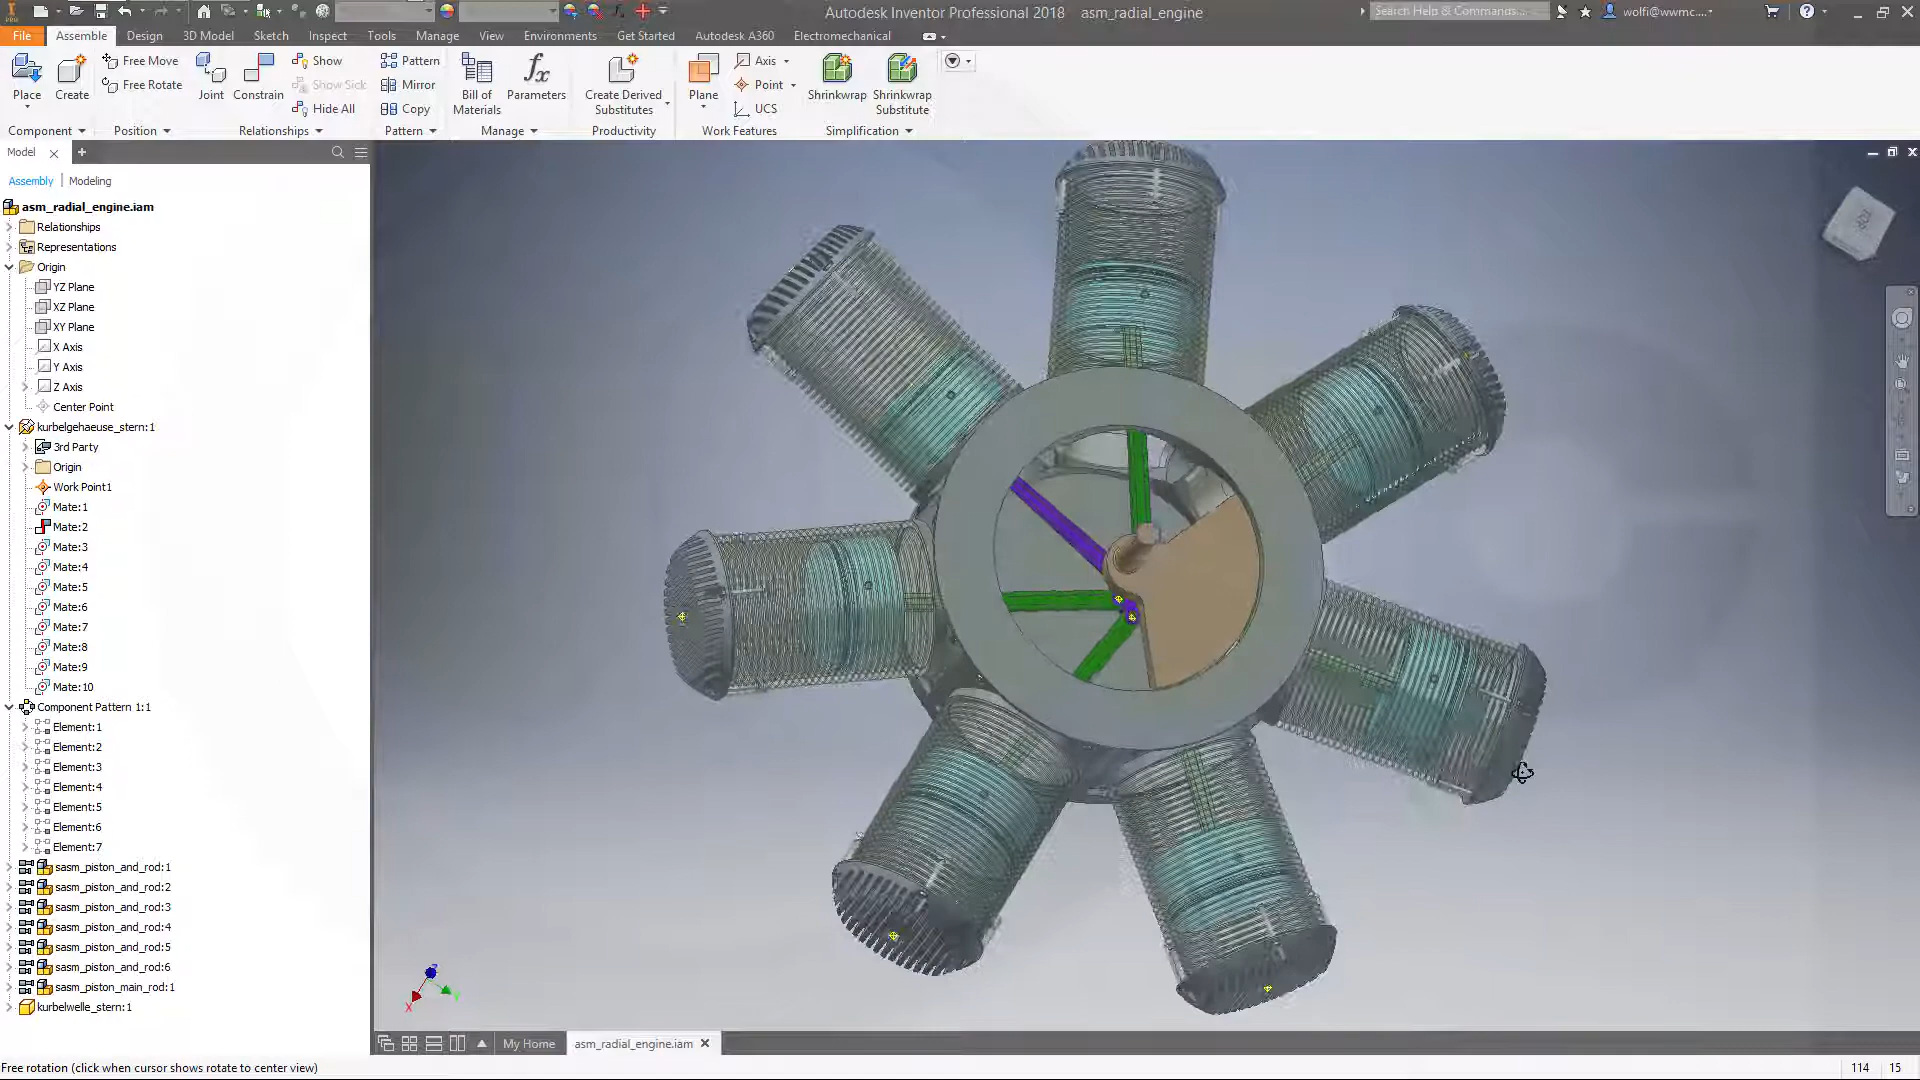 Autodesk Inventor Professional 2018 asm_radial_engine
Search Help & Commands...
wolfi@wwmc....
File Assemble Design 3D Model Sketch Inspect Tools Manage View Environments Get Started Autodesk A360 Electromechanical
Place
Create
Free Move
Free Rotate
Joint
Constrain
Show
Show Sick
Hide All
Pattern
Mirror
Copy
Bill of
Materials
fx
Parameters
Create Derived
Substitutes
Plane
Axis
Point
UCS
Shrinkwrap
Shrinkwrap
Substitute
Component Position Relationships Pattern Manage Productivity Work Features Simplification
Model
Assembly | Modeling
asm_radial_engine.iam
Relationships
Representations
Origin
YZ Plane
XZ Plane
XY Plane
X Axis
Y Axis
Z Axis
Center Point
kurbelgehaeuse_stern:1
3rd Party
Origin
Work Point1
Mate:1
Mate:2
Mate:3
Mate:4
Mate:5
Mate:6
Mate:7
Mate:8
Mate:9
Mate:10
Component Pattern 1:1
Element:1
Element:2
Element:3
Element:4
Element:5
Element:6
Element:7
sasm_piston_and_rod:1
sasm_piston_and_rod:2
sasm_piston_and_rod:3
sasm_piston_and_rod:4
sasm_piston_and_rod:5
sasm_piston_and_rod:6
sasm_piston_main_rod:1
kurbelwelle_stern:1
Z
X
Y
My Home
asm_radial_engine.iam
Free rotation (click when cursor shows rotate to center view)
114 15